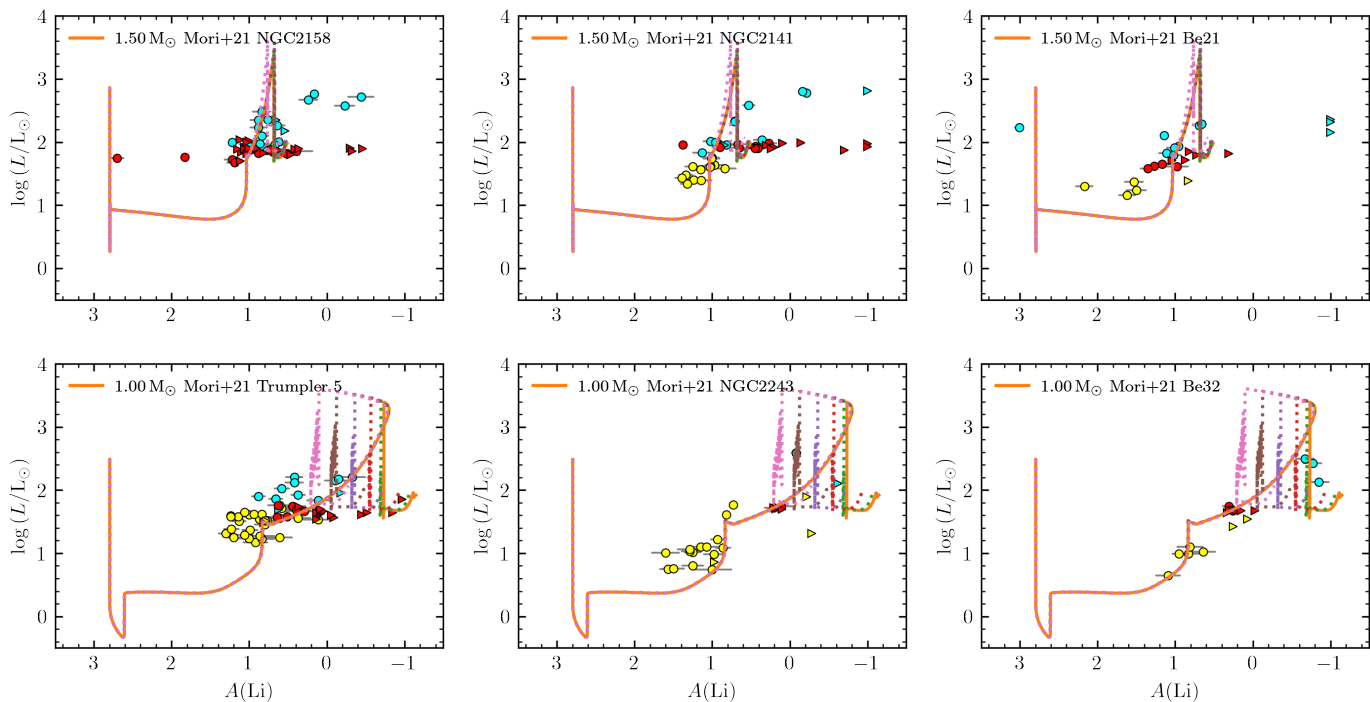 4
3
2
1
0
log (L/L⊙)
1.50 M⊙ Mori+21 NGC2158
3 2 1 0 −1
4
3
2
1
0
log (L/L⊙)
1.50 M⊙ Mori+21 NGC2141
3 2 1 0 −1
4
3
2
1
0
log (L/L⊙)
1.50 M⊙ Mori+21 Be21
3 2 1 0 −1
4
3
2
1
0
log (L/L⊙)
1.00 M⊙ Mori+21 Trumpler 5
3 2 1 0 −1
A(Li)
4
3
2
1
0
log (L/L⊙)
1.00 M⊙ Mori+21 NGC2243
3 2 1 0 −1
A(Li)
4
3
2
1
0
log (L/L⊙)
1.00 M⊙ Mori+21 Be32
3 2 1 0 −1
A(Li)